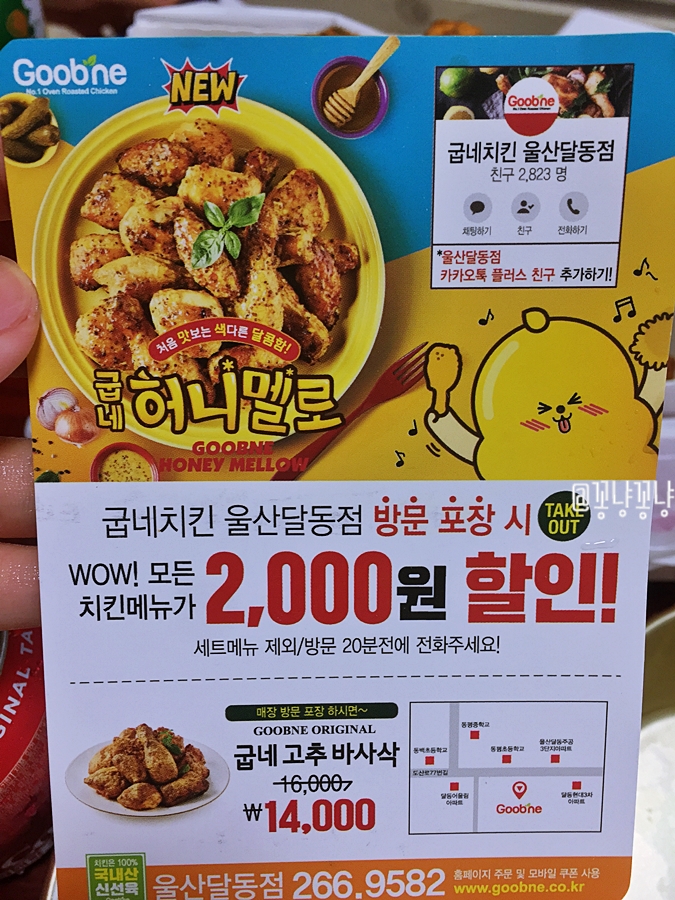 Goobne
No.1 Oven Roasted Chicken
NEW
Goobne
굽네치킨 울산달동점
친구 2,823 명
채팅하기 친구 전화하기
*울산달동점
카카오톡 플러스 친구 추가하기!
처음 맛보는 색다른 달콤함!
굽네 허니멜로
GOOBNE
HONEY MELLOW
@꽁냥꽁냥
굽네치킨 울산달동점 방문 포장 시 TAKE OUT
WOW! 모든
치킨메뉴가 2,000원 할인!
세트메뉴 제외/방문 20분전에 전화주세요!
매장 방문 포장 하시면~
GOOBNE ORIGINAL
굽네 고추 바사삭
16,000
₩14,000
동평중학교
동백초등학교
동평초등학교
울산달동주공
3단지아파트
도산로77번길
달동어울림
아파트
Goobne
달동현대3차
아파트
치킨은 100%
국내산
신선육
울산달동점 266.9582
홈페이지 주문 및 모바일 쿠폰 사용
www.goobne.co.kr
GINAL TA